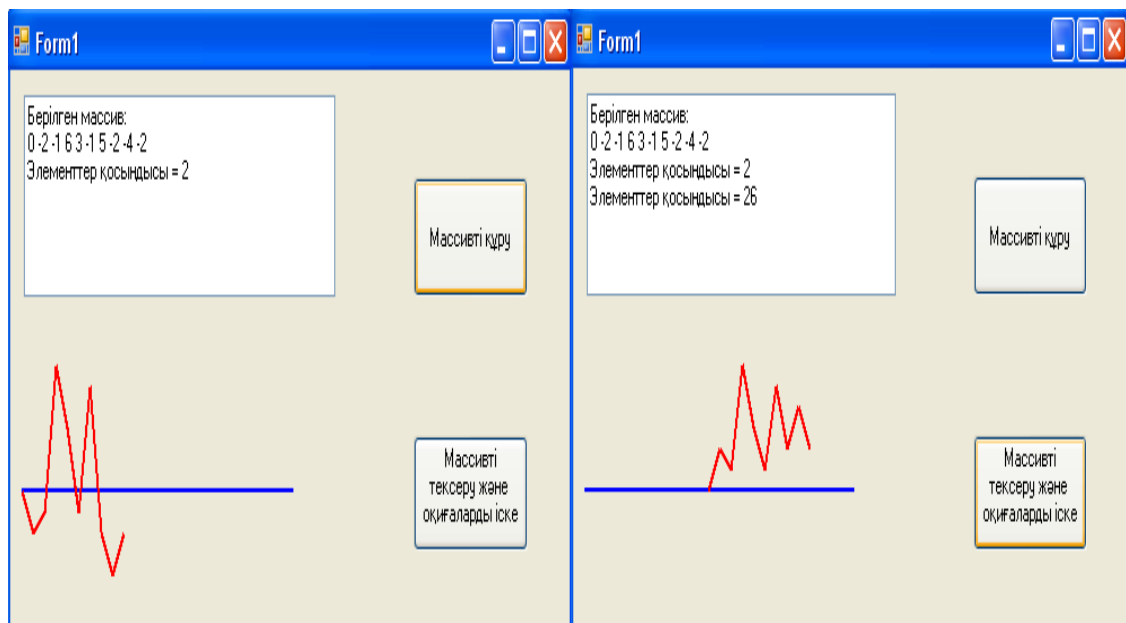 Form1
Берілген массив:
0 -2 -1 6 3 -1 5 -2 -4 -2
Элементтер қосындысы = 2
Массивті құру
Массивті
тексеру және
оқиғаларды іске
Form1
Берілген массив:
0 -2 -1 6 3 -1 5 -2 -4 -2
Элементтер қосындысы = 2
Элементтер қосындысы = 26
Массивті құру
Массивті
тексеру және
оқиғаларды іске